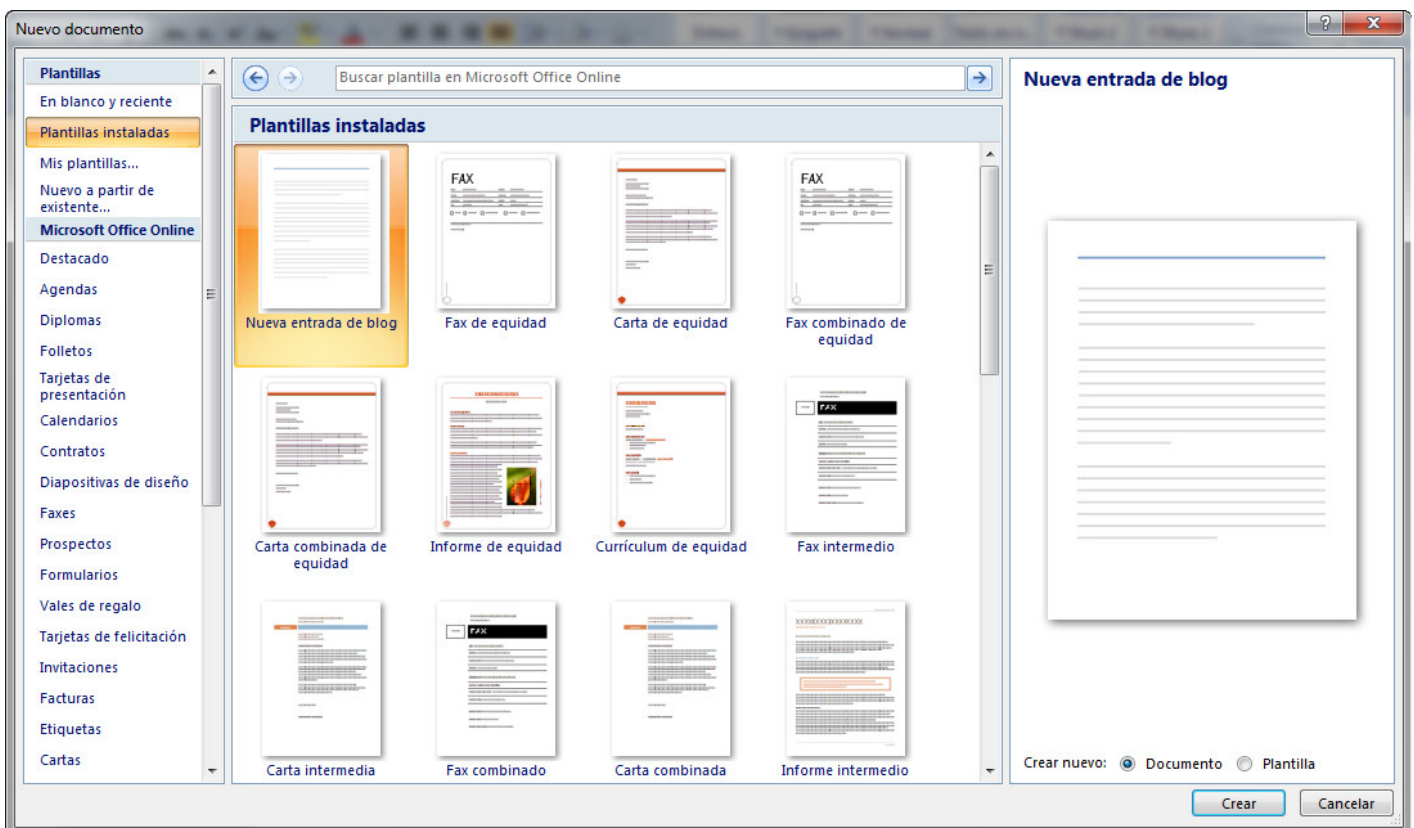 Nuevo documento
Plantillas
En blanco y reciente
Plantillas instaladas
Mis plantillas...
Nuevo a partir de
existente...
Microsoft Office Online
Destacado
Agendas
Diplomas
Folletos
Tarjetas de
presentación
Calendarios
Contratos
Diapositivas de diseño
Faxes
Prospectos
Formularios
Vales de regalo
Tarjetas de felicitación
Invitaciones
Facturas
Etiquetas
Cartas
Buscar plantilla en Microsoft Office Online
Plantillas instaladas
FAX
FAX
Nueva entrada de blog
Fax de equidad
Carta de equidad
Fax combinado de
equidad
FAX
Carta combinada de
equidad
Informe de equidad
Currículum de equidad
Fax intermedio
FAX
XXXXXXXXXXXXXXX
Carta intermedia
Fax combinado
Carta combinada
Informe intermedio
Nueva entrada de blog
Crear nuevo: Documento Plantilla
Crear Cancelar